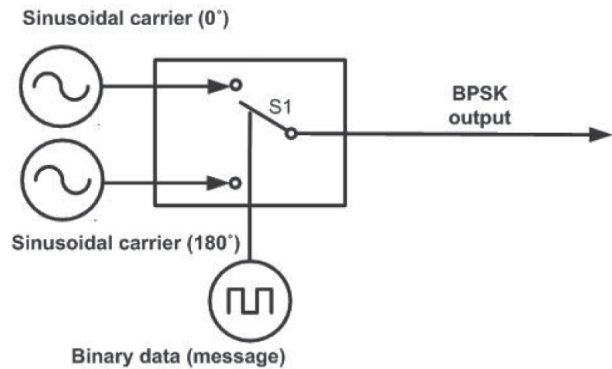 Sinusoidal carrier (0˚)
S1
BPSK
output
Sinusoidal carrier (180˚)
Binary data (message)